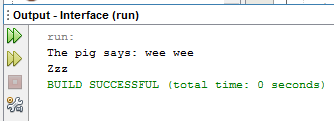 Output - Interface (run)
run:
The pig says: wee wee
Zzz
BUILD SUCCESSFUL (total time: 0 seconds)